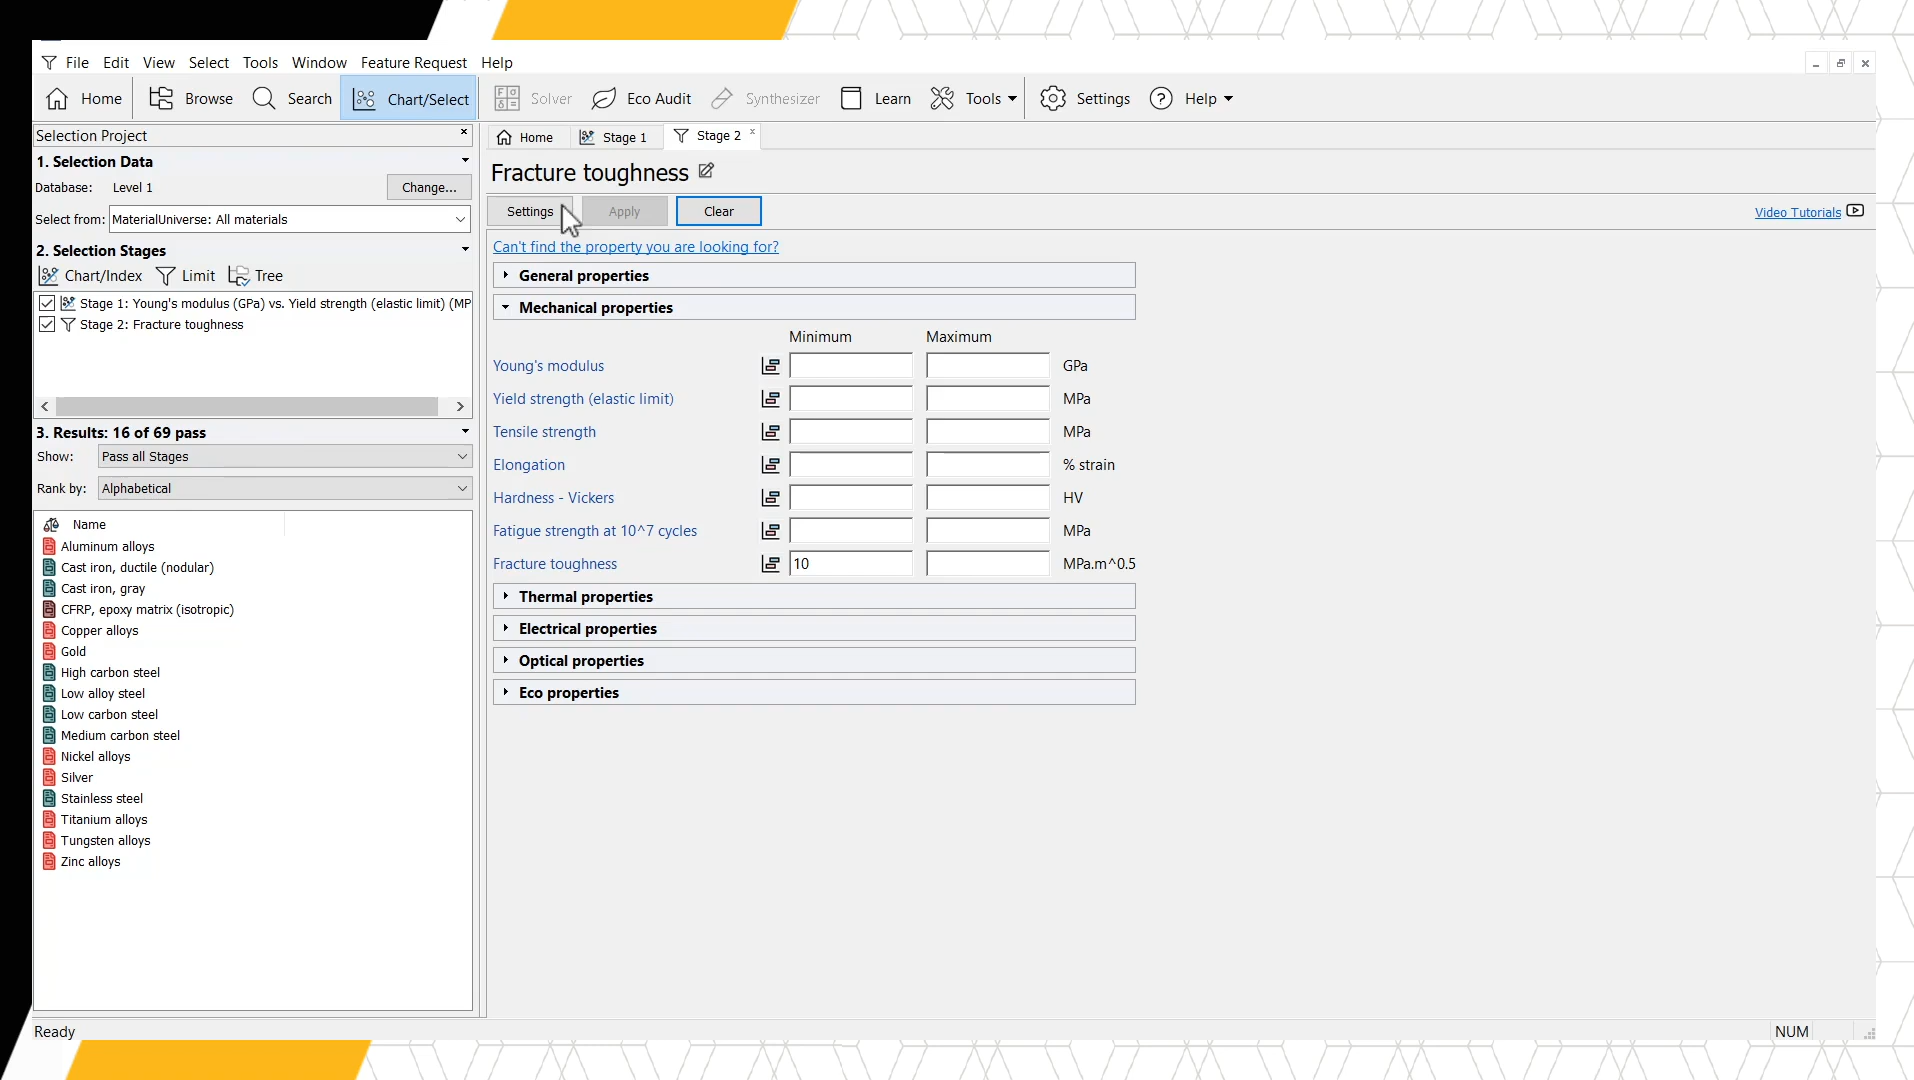 File Edit View Select Tools Window Feature Request Help
Home Browse Search Chart/Select Solver Eco Audit Synthesizer Learn Tools Settings Help
Selection Project
1. Selection Data
Database: Level 1 Change...
Select from: MaterialUniverse: All materials
2. Selection Stages
Chart/Index Limit Tree
Stage 1: Young's modulus (GPa) vs. Yield strength (elastic limit) (MP
Stage 2: Fracture toughness
3. Results: 16 of 69 pass
Show: Pass all Stages
Rank by: Alphabetical
Name
Aluminum alloys
Cast iron, ductile (nodular)
Cast iron, gray
CFRP, epoxy matrix (isotropic)
Copper alloys
Gold
High carbon steel
Low alloy steel
Low carbon steel
Medium carbon steel
Nickel alloys
Silver
Stainless steel
Titanium alloys
Tungsten alloys
Zinc alloys
Home Stage 1 Stage 2
Fracture toughness
Settings Apply Clear Video Tutorials
Can't find the property you are looking for?
General properties
Mechanical properties
Minimum Maximum
Young's modulus GPa
Yield strength (elastic limit) MPa
Tensile strength MPa
Elongation % strain
Hardness - Vickers HV
Fatigue strength at 10^7 cycles MPa
Fracture toughness 10 MPa.m^0.5
Thermal properties
Electrical properties
Optical properties
Eco properties
Ready NUM